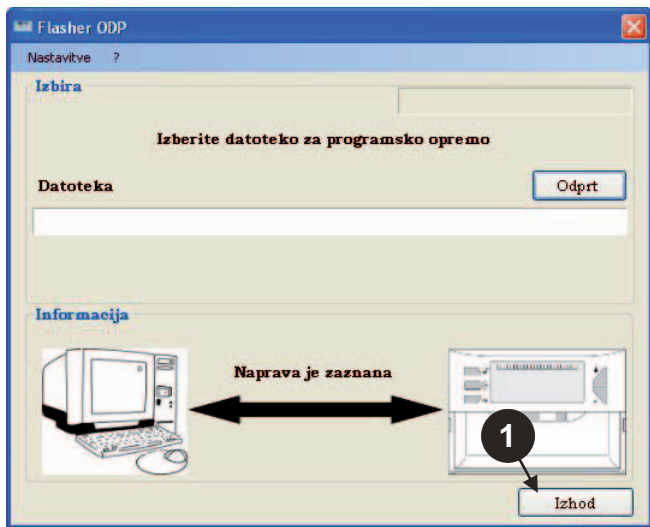 Flasher ODP
Nastavitve ?
Izbira
Izberite datoteko za programsko opremo
Datoteka
Odprt
Informacija
Naprava je zaznana
1
Izhod